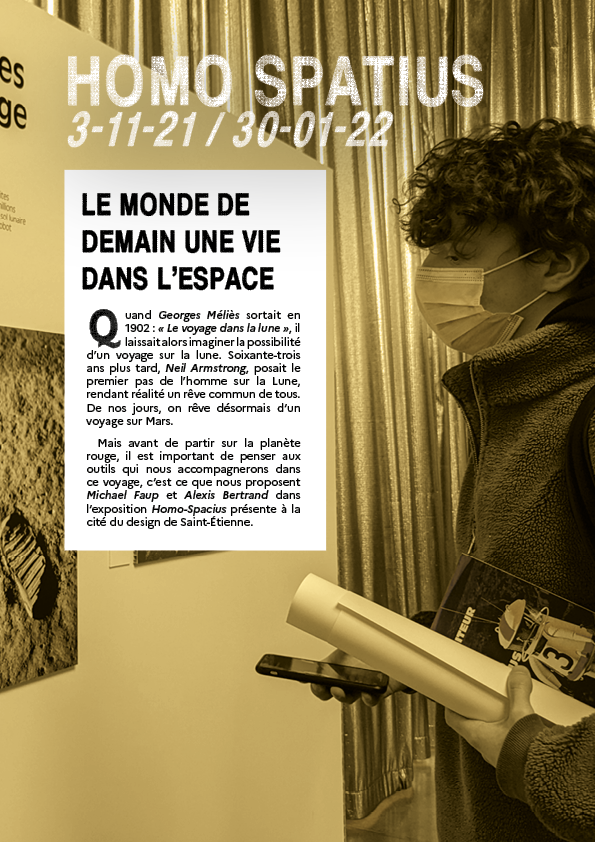 es
ge
HOMO SPATIUS
3-11-21 / 30-01-22
LE MONDE DE
DEMAIN UNE VIE
DANS L’ESPACE
Quand Georges Méliès sortait en
1902 : « Le voyage dans la lune », il
laissait alors imaginer la possibilité
d’un voyage sur la lune. Soixante-trois
ans plus tard, Neil Armstrong, posait le
premier pas de l’homme sur la Lune,
rendant réalité un rêve commun de tous.
De nos jours, on rêve désormais d’un
voyage sur Mars.
Mais avant de partir sur la planète
rouge, il est important de penser aux
outils qui nous accompagnerons dans
ce voyage, c’est ce que nous proposent
Michael Faup et Alexis Bertrand dans
l’exposition Homo-Spacius présente à la
cité du design de Saint-Étienne.
3